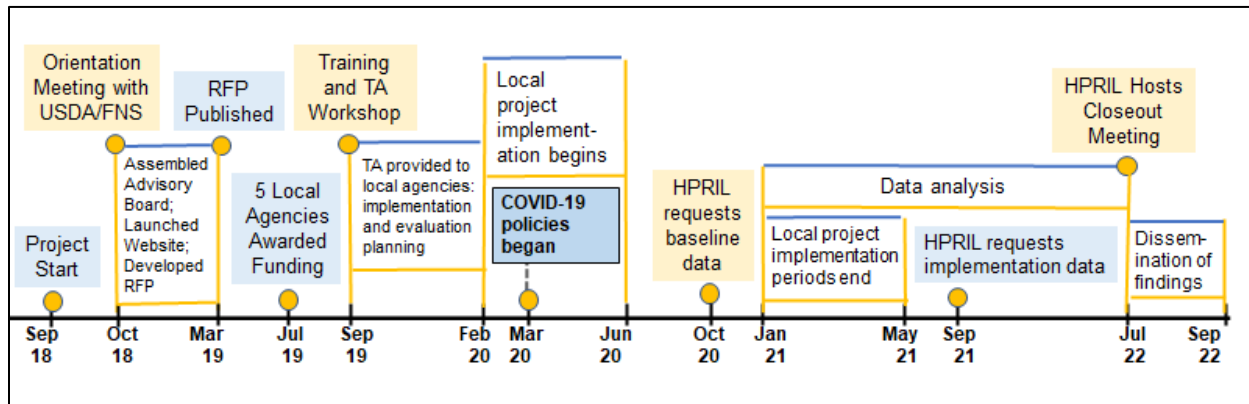 Orientation
Meeting with
USDA/FNS
RFP
Published
Training
and TA
Workshop
Local
project
implement-
ation begins
HPRIL Hosts
Closeout
Meeting
Project
Start
Assembled
Advisory
Board;
Launched
Website;
Developed
RFP
5 Local
Agencies
Awarded
Funding
TA provided to
local agencies:
implementation
and evaluation
planning
COVID-19
policies
began
HPRIL
requests
baseline
data
Data analysis
Local project
implementation
periods end
HPRIL requests
implementation data
Dissem-
ination of
findings
Sep
18
Oct
18
Mar
19
Jul
19
Sep
19
Feb
20
Mar
20
Jun
20
Oct
20
Jan
21
May
21
Sep
21
Jul
22
Sep
22